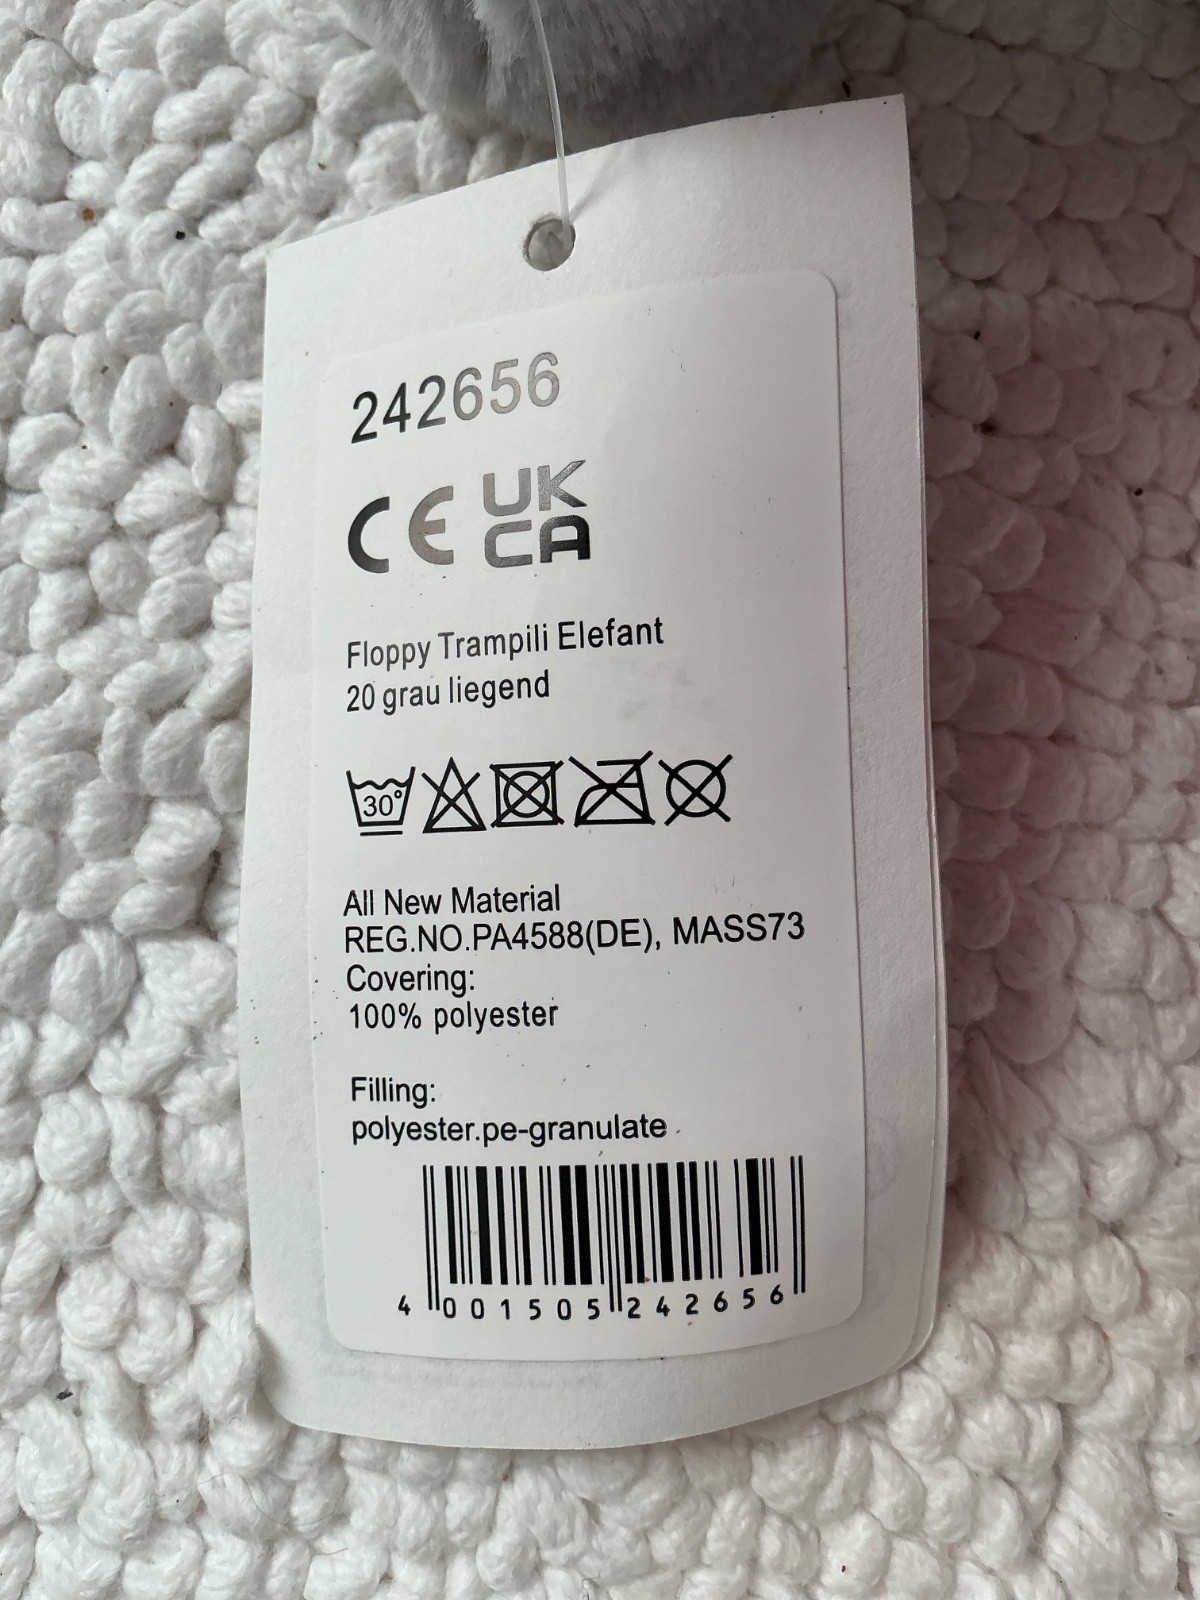 242656
CE UK
CA
Floppy Trampili Elefant
20 grau liegend
30°
All New Material
REG.NO.PA4588(DE), MASS73
Covering:
100% polyester
Filling:
polyester.pe-granulate
4 001505 242656